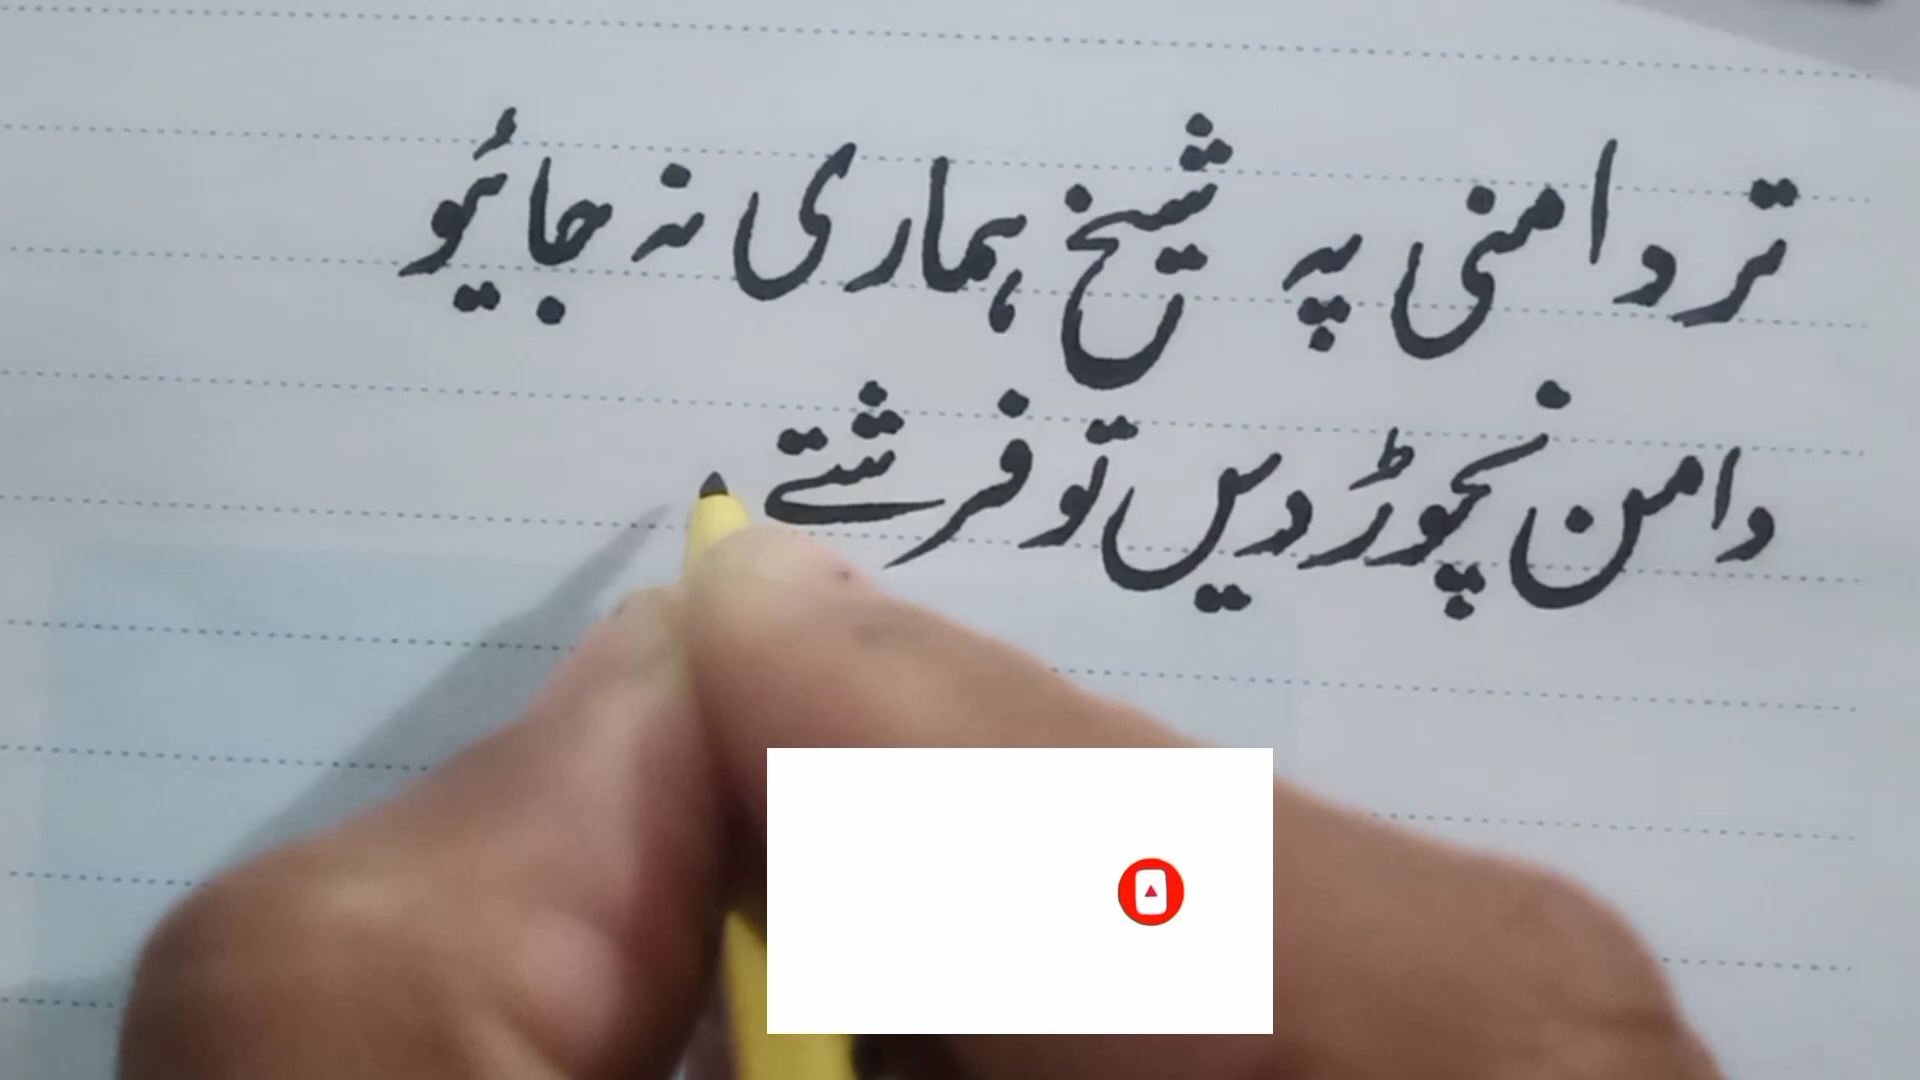 تر دامنی پہ شیخ ہماری نہ جائیو
دامن نچوڑ دیں تو فرشتے